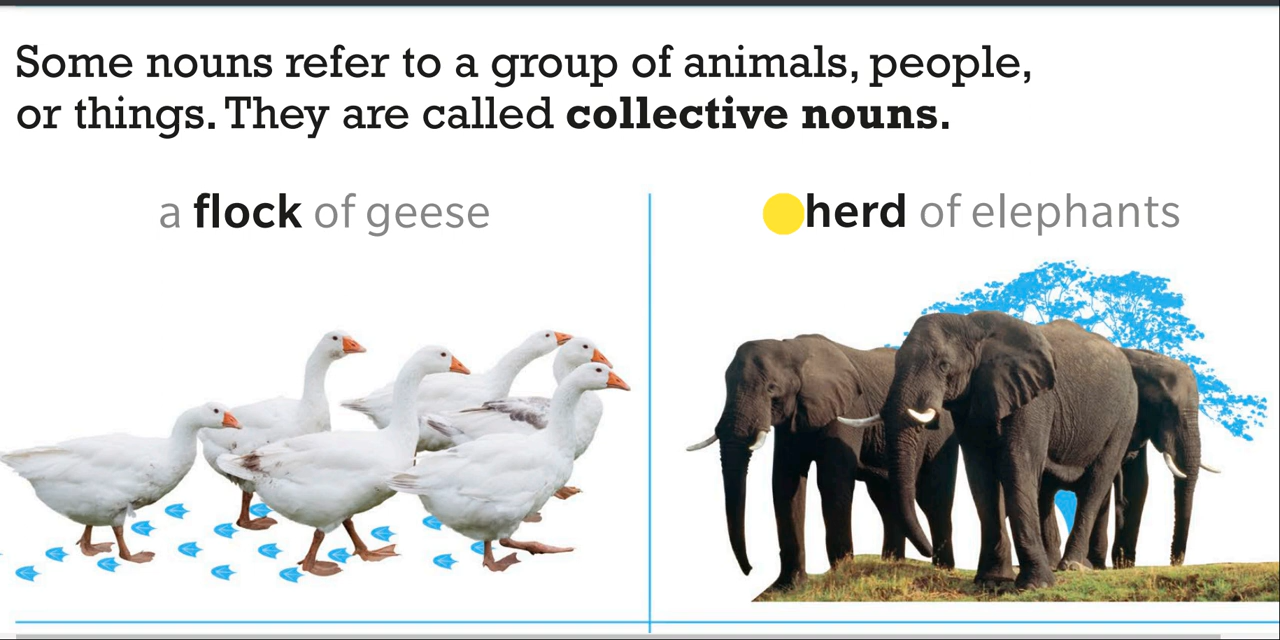 Some nouns refer to a group of animals, people,
or things. They are called collective nouns.
a flock of geese
herd of elephants